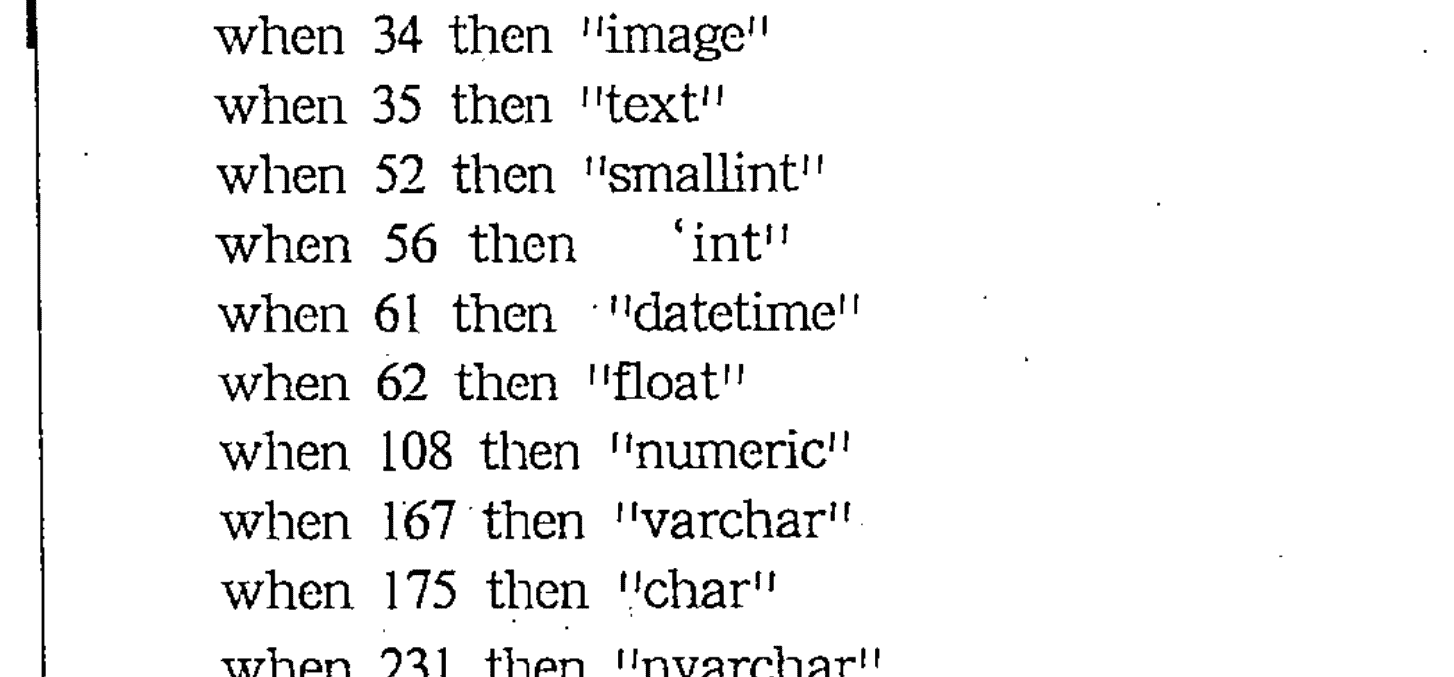 when 34 then "image"
when 35 then "text"
when 52 then "smallint"
when 56 then ‘int"
when 61 then "datetime"
when 62 then "float"
when 108 then "numeric"
when 167 then "varchar"
when 175 then "char"
when 231 then "nvarchar"